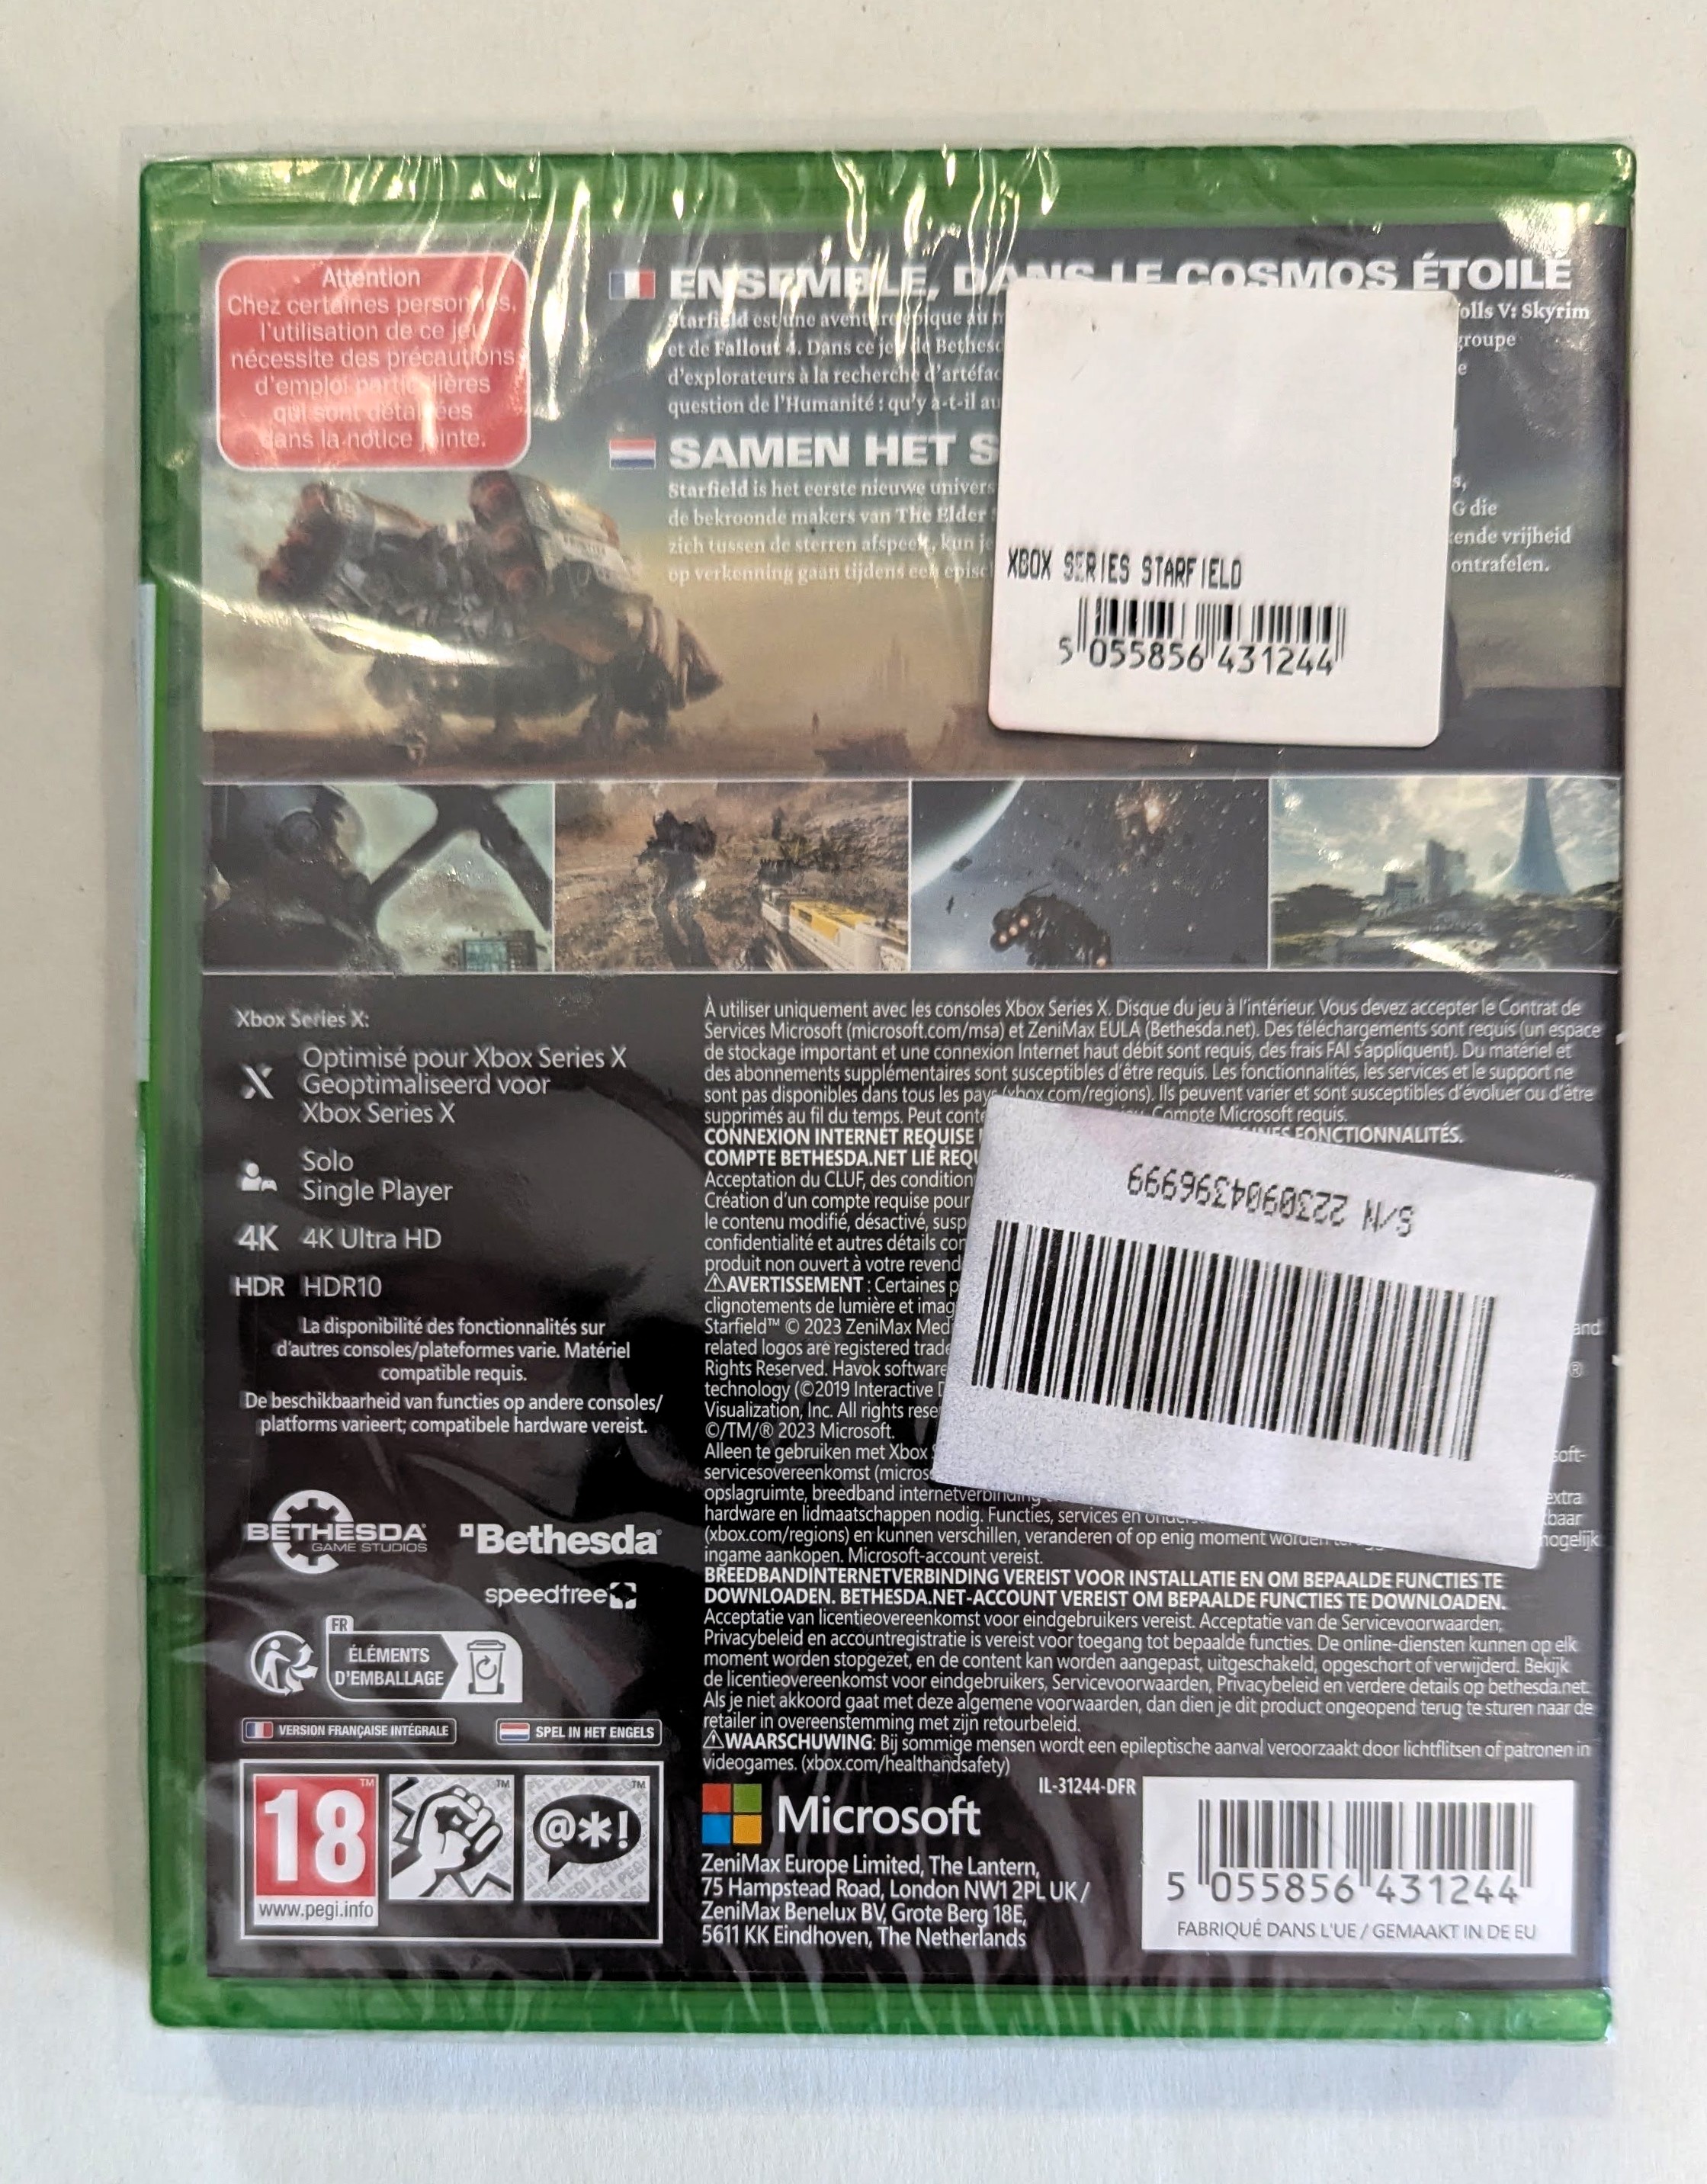 Attention
Chez certaines personnes,
l'utilisation de ce jeu
nécessite des précautions
d'emploi particulières
qui sont détaillées
dans la notice jointe.
ENSEMBLE, DANS LE COSMOS ÉTOILÉ
Starfield est une aventure épique au olls V: Skyrim
et de Fallout 4. Dans ce jeu de Bethesd groupe
d'explorateurs à la recherche d'artéfac e
question de l'Humanité : qu'y a-t-il au
SAMEN HET S
Starfield is het eerste nieuwe univers s,
de bekroonde makers van The Elder G die
zich tussen de sterren afspeelt, kun je ende vrijheid
op verkenning gaan tijdens een episc ontrafelen.
XBOX SERIES STARFIELD
5 055856 431244
Xbox Series X:
X Optimisé pour Xbox Series X
Geoptimaliseerd voor
Xbox Series X
Solo
Single Player
4K 4K Ultra HD
HDR HDR10
La disponibilité des fonctionnalités sur
d'autres consoles/plateformes varie. Matériel
compatible requis.
De beschikbaarheid van functies op andere consoles/
platforms varieert; compatibele hardware vereist.
À utiliser uniquement avec les consoles Xbox Series X. Disque du jeu à l'intérieur. Vous devez accepter le Contrat de
Services Microsoft (microsoft.com/msa) et ZeniMax EULA (Bethesda.net). Des téléchargements sont requis (un espace
de stockage important et une connexion Internet haut débit sont requis, des frais FAI s'appliquent). Du matériel et
des abonnements supplémentaires sont susceptibles d'être requis. Les fonctionnalités, les services et le support ne
sont pas disponibles dans tous les pays (xbox.com/regions). Ils peuvent varier et sont susceptibles d'évoluer ou d'être
supprimés au fil du temps. Peut conte Compte Microsoft requis.
CONNEXION INTERNET REQUISE FONCTIONNALITÉS.
COMPTE BETHESDA.NET LIÉ REQU
Acceptation du CLUF, des condition
Création d'un compte requise pour
le contenu modifié, désactivé, susp
confidentialité et autres détails con
produit non ouvert à votre revend
⚠AVERTISSEMENT : Certaines p
clignotements de lumière et imag
Starfield™ © 2023 ZeniMax Med and
related logos are registered trade
Rights Reserved. Havok software ®
technology (©2019 Interactive D
Visualization, Inc. All rights rese
©/TM/® 2023 Microsoft.
Alleen te gebruiken met Xbox S soft-
servicesovereenkomst (micros
opslagruimte, breedband internetverbinding extra
hardware en lidmaatschappen nodig. Functies, services en onde baar
(xbox.com/regions) en kunnen verschillen, veranderen of op enig moment worden mogelijk
ingame aankopen. Microsoft-account vereist.
BREEDBANDINTERNETVERBINDING VEREIST VOOR INSTALLATIE EN OM BEPAALDE FUNCTIES TE
DOWNLOADEN. BETHESDA.NET-ACCOUNT VEREIST OM BEPAALDE FUNCTIES TE DOWNLOADEN.
Acceptatie van licentieovereenkomst voor eindgebruikers vereist. Acceptatie van de Servicevoorwaarden,
Privacybeleid en accountregistratie is vereist voor toegang tot bepaalde functies. De online-diensten kunnen op elk
moment worden stopgezet, en de content kan worden aangepast, uitgeschakeld, opgeschort of verwijderd. Bekijk
de licentieovereenkomst voor eindgebruikers, Servicevoorwaarden, Privacybeleid en verdere details op bethesda.net.
Als je niet akkoord gaat met deze algemene voorwaarden, dan dien je dit product ongeopend terug te sturen naar de
retailer in overeenstemming met zijn retourbeleid.
⚠WAARSCHUWING: Bij sommige mensen wordt een epileptische aanval veroorzaakt door lichtflitsen of patronen in
videogames. (xbox.com/healthandsafety)
S/N 2230904396999
BETHESDA
GAME STUDIOS
Bethesda
speedtree
FR
ÉLÉMENTS
D'EMBALLAGE
VERSION FRANÇAISE INTÉGRALE
SPEL IN HET ENGELS
18
www.pegi.info
@*!
IL-31244-DFR
Microsoft
ZeniMax Europe Limited, The Lantern,
75 Hampstead Road, London NW1 2PL UK /
ZeniMax Benelux BV, Grote Berg 18E,
5611 KK Eindhoven, The Netherlands
5 055856 431244
FABRIQUÉ DANS L'UE / GEMAAKT IN DE EU